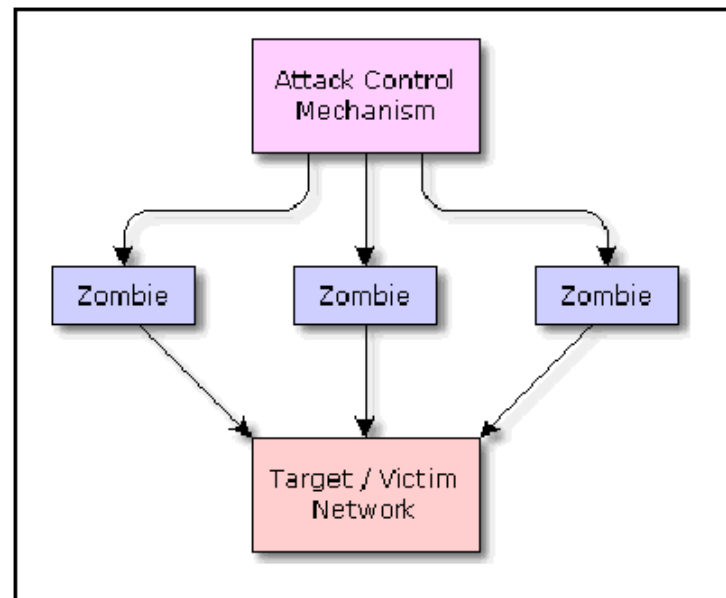 Attack Control
Mechanism
Zombie
Zombie
Zombie
Target / Victim
Network